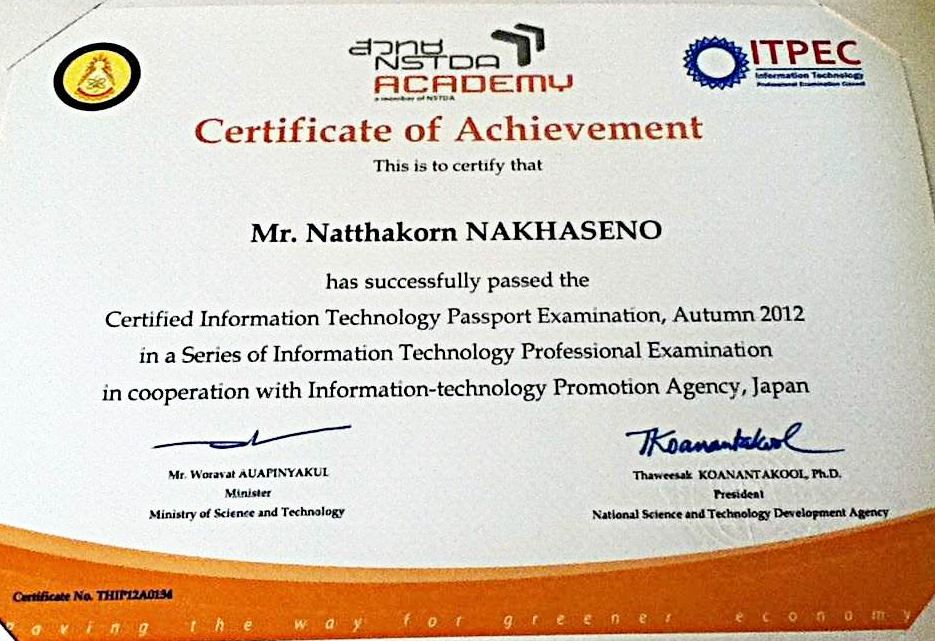 สวทช
NSTDA
ACADEMY
a member of NSTDA
ITPEC
Information Technology
Professional Examination Council
Certificate of Achievement
This is to certify that
Mr. Natthakorn NAKHASENO
has successfully passed the
Certified Information Technology Passport Examination, Autumn 2012
in a Series of Information Technology Professional Examination
in cooperation with Information-technology Promotion Agency, Japan
TKoanantakool
Mr. Woravat AUAPINYAKUL
Minister
Ministry of Science and Technology
Thaweesak KOANANTAKOOL, Ph.D.
President
National Science and Technology Development Agency
Certificate No. THIP12A0134
paving the way for greener economy